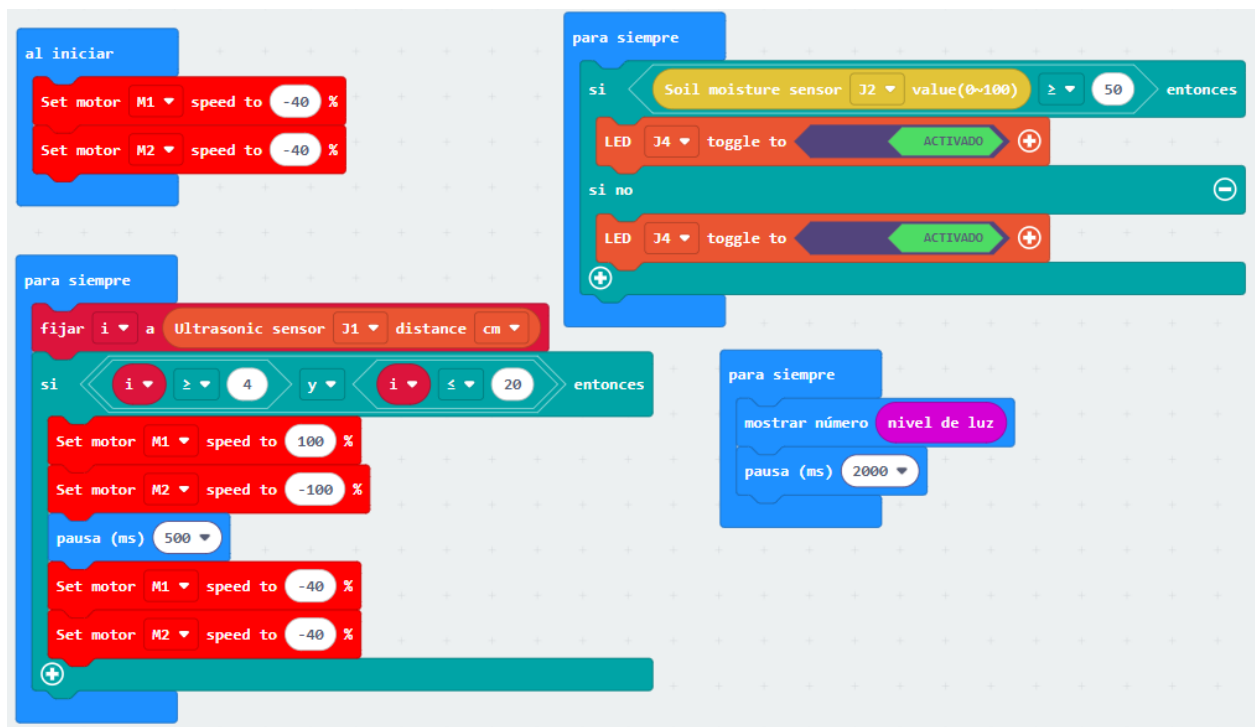 al iniciar
Set motor M1 speed to -40 %
Set motor M2 speed to -40 %
para siempre
si Soil moisture sensor J2 value(0~100) ≥ 50 entonces
LED J4 toggle to ACTIVADO
si no
LED J4 toggle to ACTIVADO
para siempre
fijar i a Ultrasonic sensor J1 distance cm
si i ≥ 4 y i ≤ 20 entonces
Set motor M1 speed to 100 %
Set motor M2 speed to -100 %
pausa (ms) 500
Set motor M1 speed to -40 %
Set motor M2 speed to -40 %
para siempre
mostrar número nivel de luz
pausa (ms) 2000